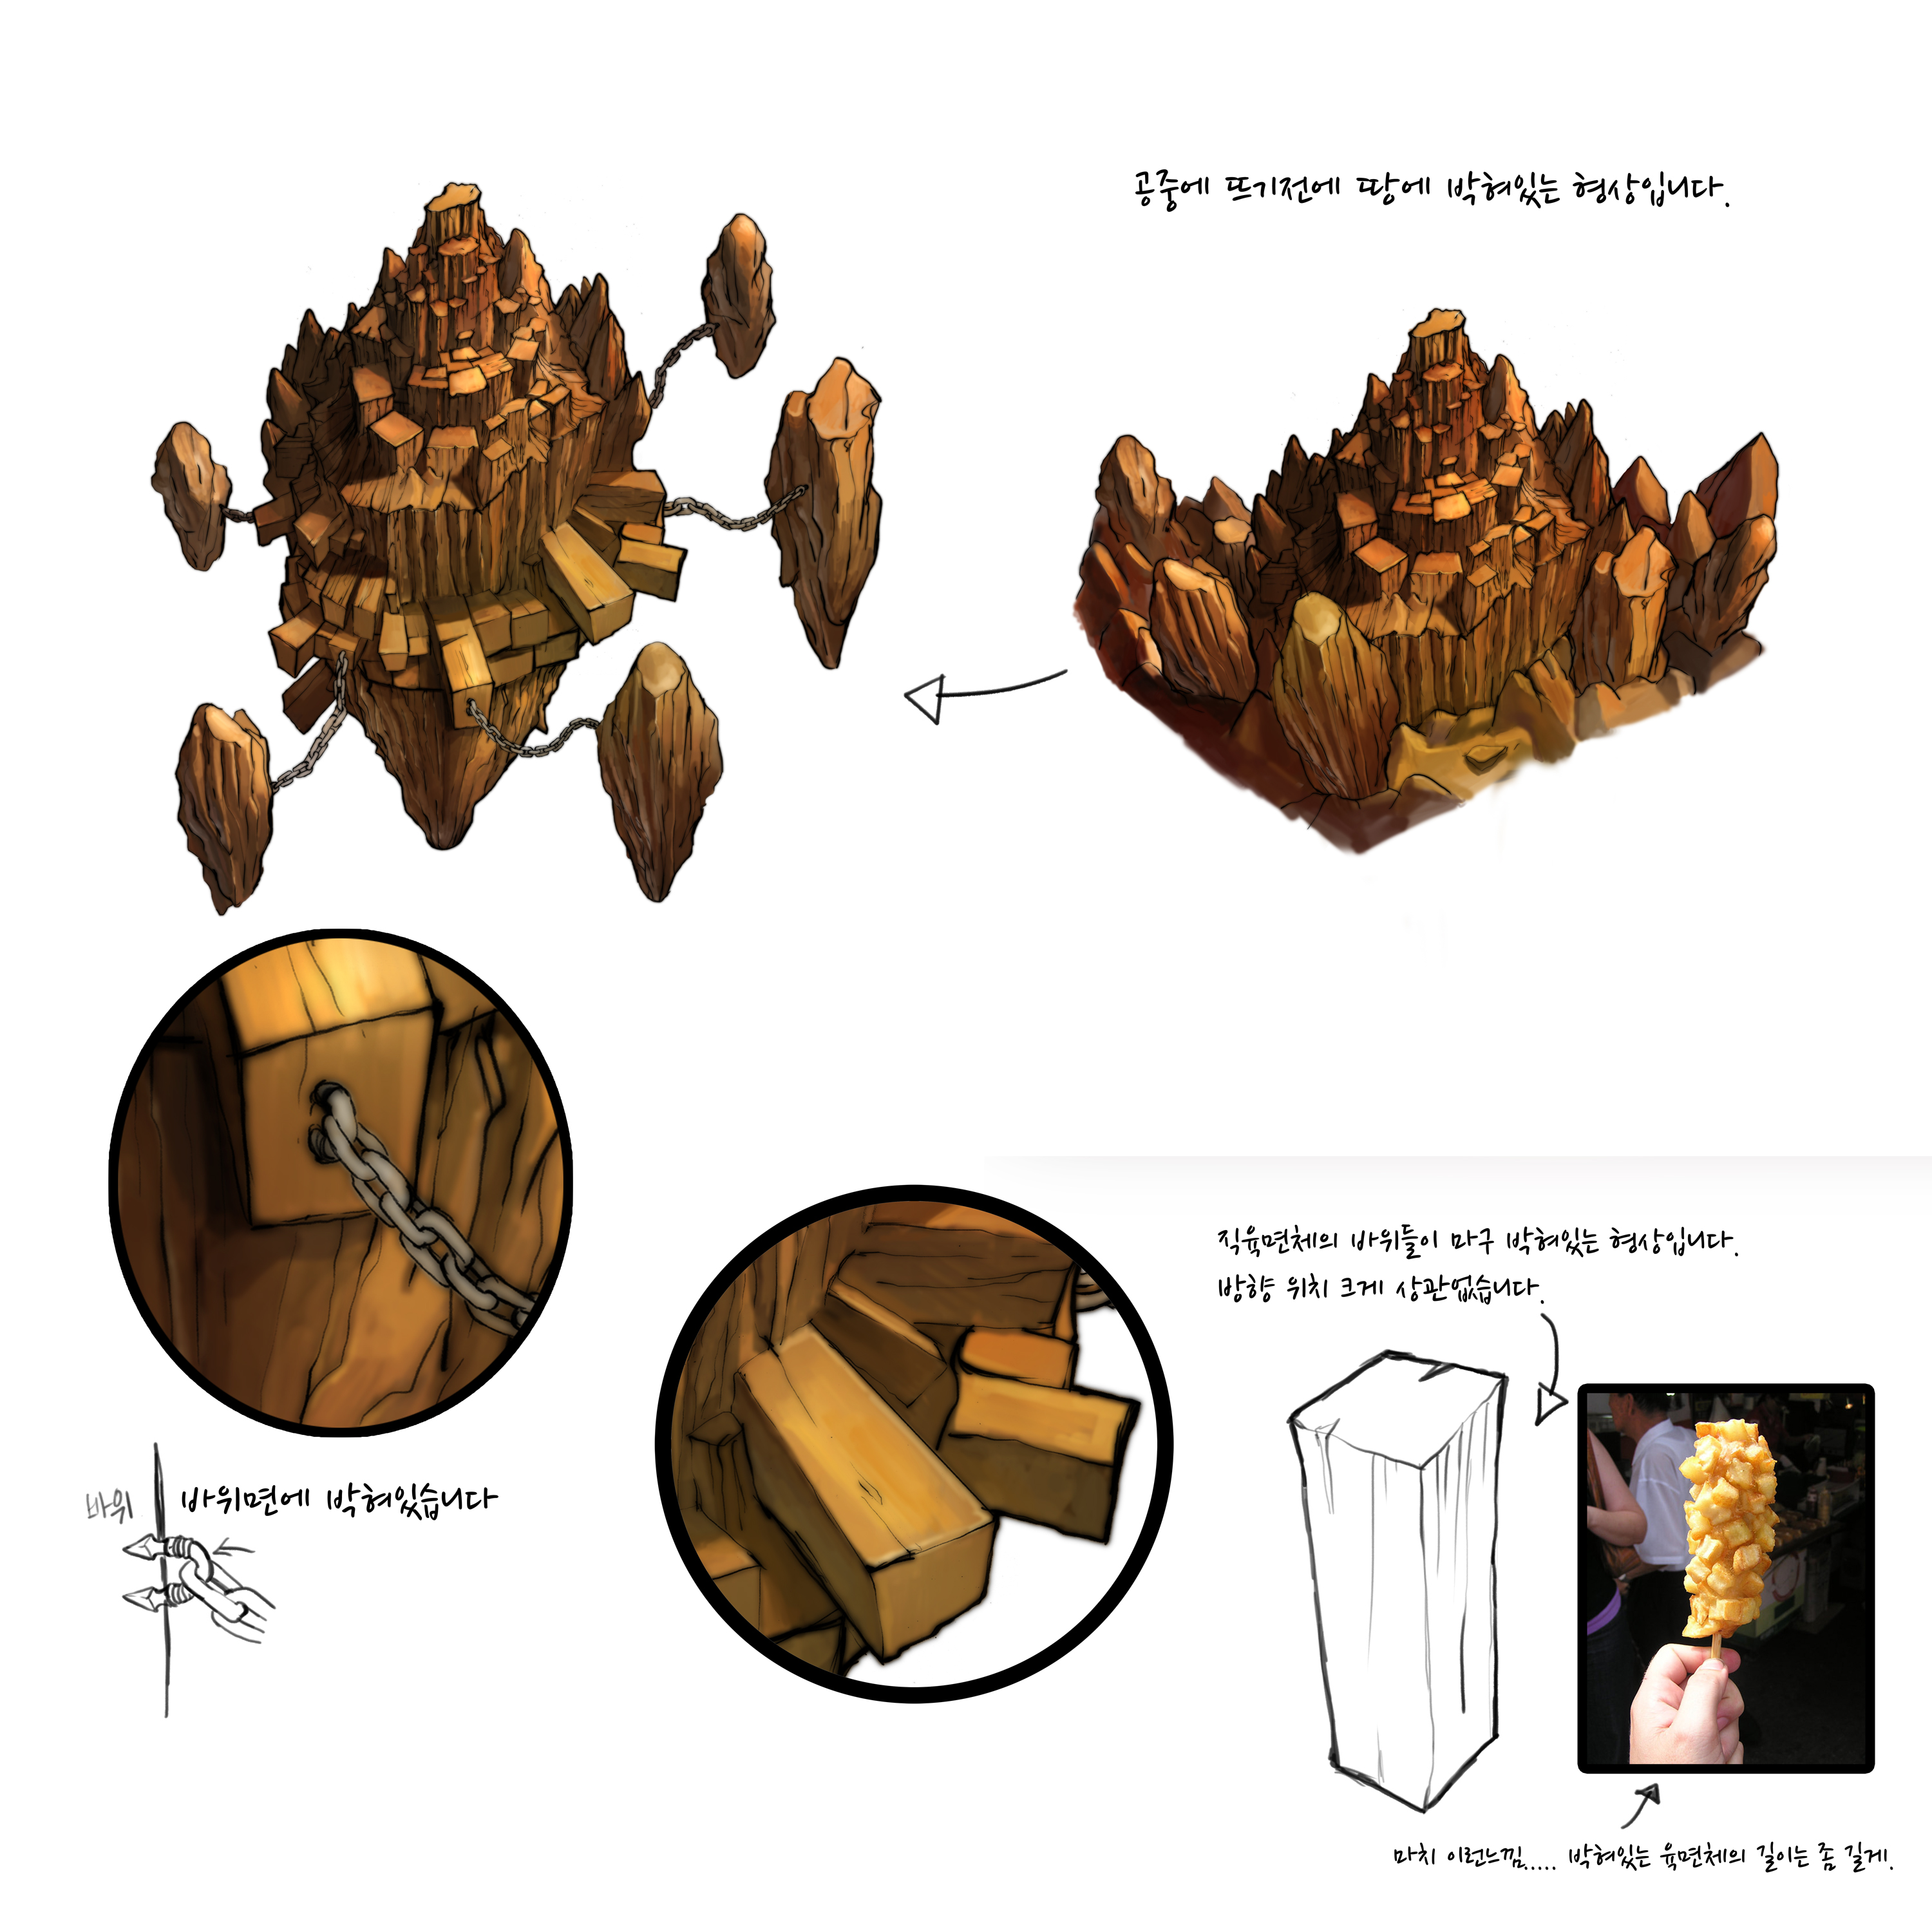 공중에 뜨기전에 땅에 박혀있는 형상입니다.
직육면체의 바위들이 마구 박혀있는 형상입니다.
방향 위치 크게 상관없습니다.
바위
바위면에 박혀있습니다
마치 이런느낌..... 박혀있는 육면체의 길이는 좀 길게.